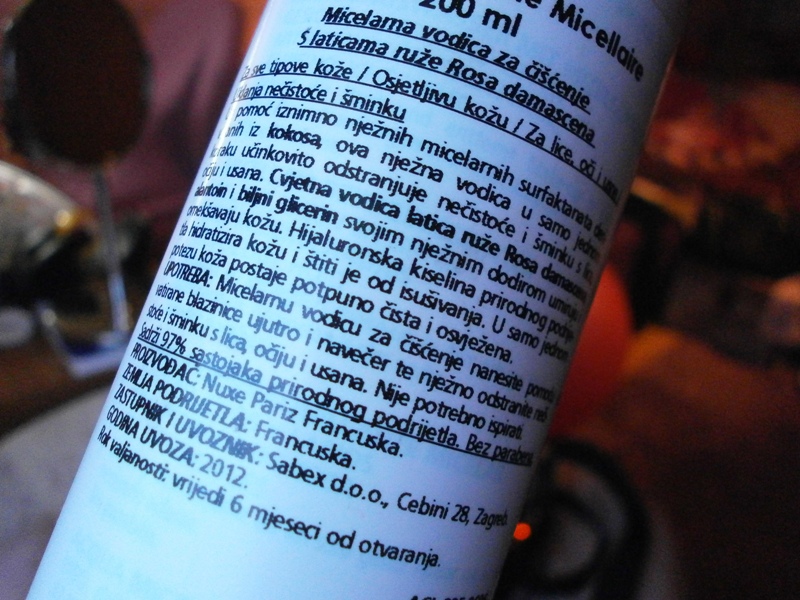 Micellaire
200 ml
Micelarna vodica za čišćenje
S laticama ruže Rosa damascena
Za sve tipove kože / Osjetljivu kožu / Za lice, oči i
nečistoće i šminku
pomoć iznimno nježnih micelarnih surfaktanata
iz kokosa, ova nježna vodica u samo jednom
učinkovito odstranjuje nečistoće i šminku s
očiju i usana. Cvjetna vodica latica ruže Rosa
i biljni glicerin svojim nježnim dodirom
omekšavaju kožu. Hijaluronska kiselina prirodnog
hidratizira kožu i štiti je od isušivanja. U samo jednom
potezu koža postaje potpuno čista i osvježena.
UPOTREBA: Micelarnu vodicu za čišćenje nanesite pomoću
vatirane blazinice ujutro i navečer te nježno odstranite
i šminku s lica, očiju i usana. Nije potrebno ispirati.
Sadrži 97% sastojaka prirodnog podrijetla. Bez parabena
PROIZVOĐAČ: Nuxe Pariz Francuska.
ZEMLJA PODRIJETLA: Francuska.
ZASTUPNIK I UVOZNIK: Sabex d.o.o., Cebini 28, Zagreb
GODINA UVOZA: 2012.
Rok valjanosti: vrijedi 6 mjeseci od otvaranja.